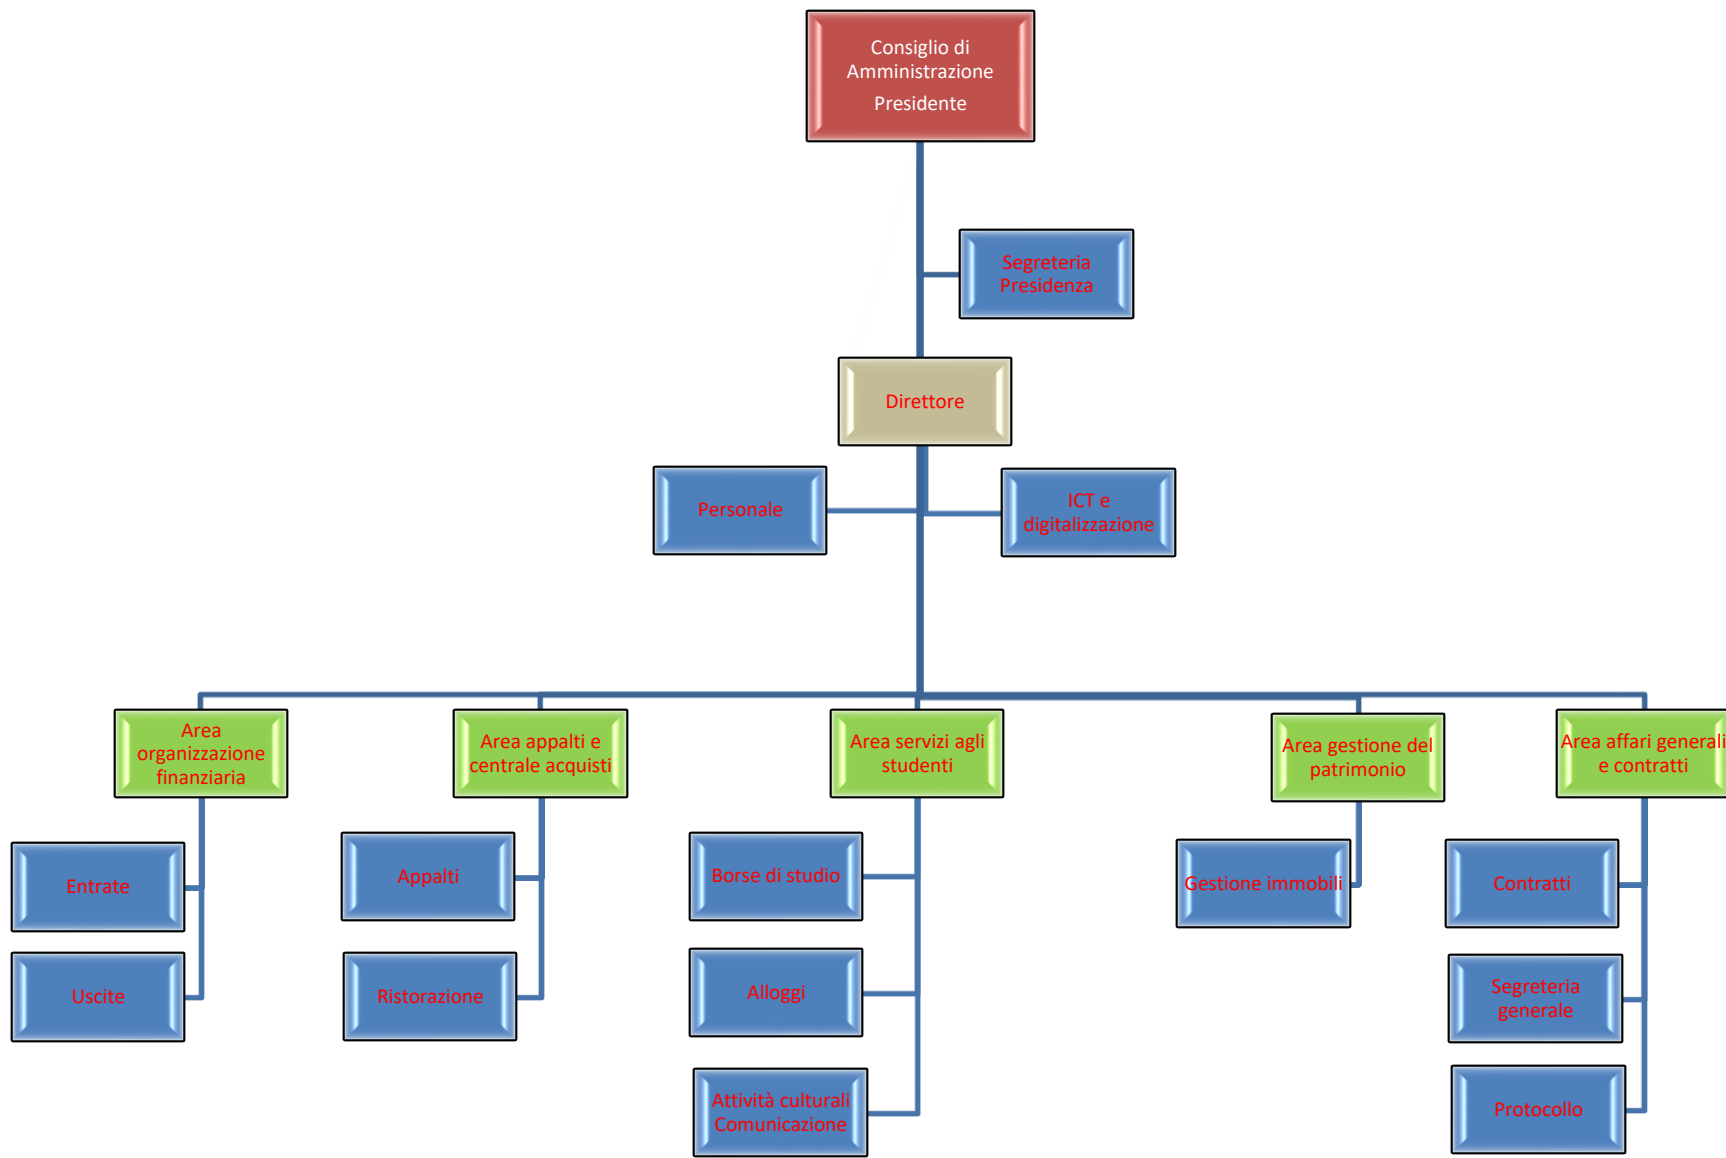 Consiglio di
Amministrazione
Presidente
Segreteria
Presidenza
Direttore
Personale
ICT e
digitalizzazione
Area
organizzazione
finanziaria
Area appalti e
centrale acquisti
Area servizi agli
studenti
Area gestione del
patrimonio
Area affari generali
e contratti
Entrate
Uscite
Appalti
Ristorazione
Borse di studio
Alloggi
Attività culturali
Comunicazione
Gestione immobili
Contratti
Segreteria
generale
Protocollo